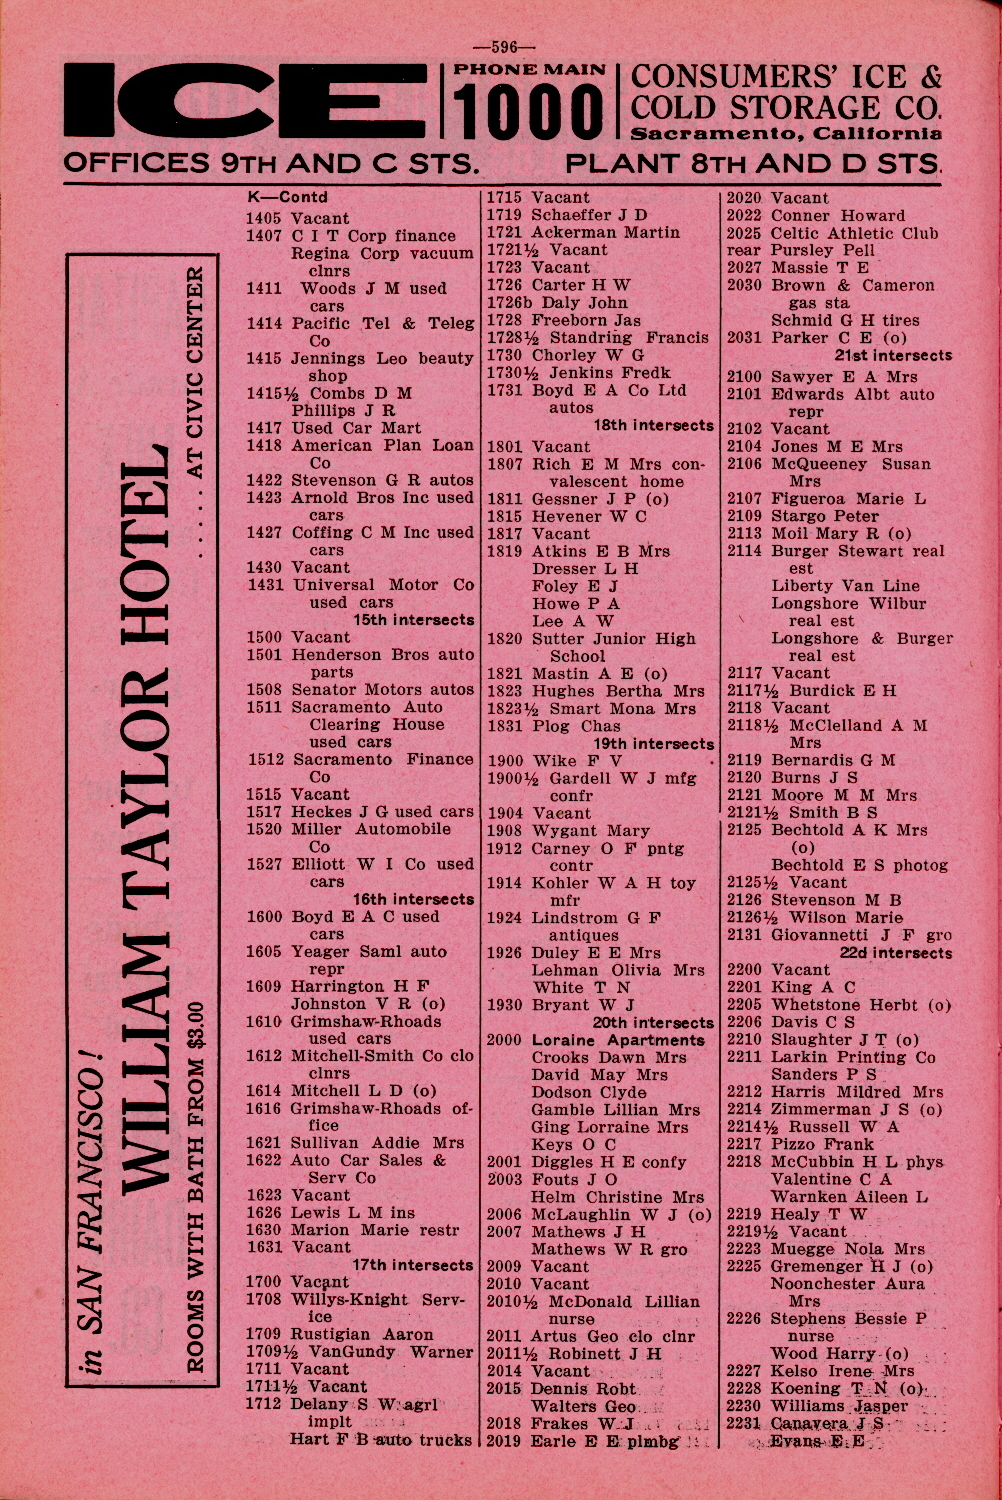 —596—
ICE
PHONE MAIN
1000
CONSUMERS' ICE &
COLD STORAGE CO.
Sacramento, California
OFFICES 9TH AND C STS.
PLANT 8TH AND D STS.
in SAN FRANCISCO!
WILLIAM TAYLOR HOTEL
ROOMS WITH BATH FROM $3.00
...... AT CIVIC CENTER
K—Contd
1405 Vacant
1407 C I T Corp finance
Regina Corp vacuum
clnrs
1411 Woods J M used
cars
1414 Pacific Tel & Teleg
Co
1415 Jennings Leo beauty
shop
1415½ Combs D M
Phillips J R
1417 Used Car Mart
1418 American Plan Loan
Co
1422 Stevenson G R autos
1423 Arnold Bros Inc used
cars
1427 Coffing C M Inc used
cars
1430 Vacant
1431 Universal Motor Co
used cars
15th intersects
1500 Vacant
1501 Henderson Bros auto
parts
1508 Senator Motors autos
1511 Sacramento Auto
Clearing House
used cars
1512 Sacramento Finance
Co
1515 Vacant
1517 Heckes J G used cars
1520 Miller Automobile
Co
1527 Elliott W I Co used
cars
16th intersects
1600 Boyd E A C used
cars
1605 Yeager Saml auto
repr
1609 Harrington H F
Johnston V R (o)
1610 Grimshaw-Rhoads
used cars
1612 Mitchell-Smith Co clo
clnrs
1614 Mitchell L D (o)
1616 Grimshaw-Rhoads of-
fice
1621 Sullivan Addie Mrs
1622 Auto Car Sales &
Serv Co
1623 Vacant
1626 Lewis L M ins
1630 Marion Marie restr
1631 Vacant
17th intersects
1700 Vacant
1708 Willys-Knight Serv-
ice
1709 Rustigian Aaron
1709½ VanGundy Warner
1711 Vacant
1711½ Vacant
1712 Delany S W agrl
implt
Hart F B auto trucks
1715 Vacant
1719 Schaeffer J D
1721 Ackerman Martin
1721½ Vacant
1723 Vacant
1726 Carter H W
1726b Daly John
1728 Freeborn Jas
1728½ Standring Francis
1730 Chorley W G
1730½ Jenkins Fredk
1731 Boyd E A Co Ltd
autos
18th intersects
1801 Vacant
1807 Rich E M Mrs con-
valescent home
1811 Gessner J P (o)
1815 Hevener W C
1817 Vacant
1819 Atkins E B Mrs
Dresser L H
Foley E J
Howe P A
Lee A W
1820 Sutter Junior High
School
1821 Mastin A E (o)
1823 Hughes Bertha Mrs
1823½ Smart Mona Mrs
1831 Plog Chas
19th intersects
1900 Wike F V
1900½ Gardell W J mfg
confr
1904 Vacant
1908 Wygant Mary
1912 Carney O F pntg
contr
1914 Kohler W A H toy
mfr
1924 Lindstrom G F
antiques
1926 Duley E E Mrs
Lehman Olivia Mrs
White T N
1930 Bryant W J
20th intersects
2000 Loraine Apartments
Crooks Dawn Mrs
David May Mrs
Dodson Clyde
Gamble Lillian Mrs
Ging Lorraine Mrs
Keys O C
2001 Diggles H E confy
2003 Fouts J O
Helm Christine Mrs
2006 McLaughlin W J (o)
2007 Mathews J H
Mathews W R gro
2009 Vacant
2010 Vacant
2010½ McDonald Lillian
nurse
2011 Artus Geo clo clnr
2011½ Robinett J H
2014 Vacant
2015 Dennis Robt
Walters Geo
2018 Frakes W J
2019 Earle E E plmbg
2020 Vacant
2022 Conner Howard
2025 Celtic Athletic Club
rear Pursley Pell
2027 Massie T E
2030 Brown & Cameron
gas sta
Schmid G H tires
2031 Parker C E (o)
21st intersects
2100 Sawyer E A Mrs
2101 Edwards Albt auto
repr
2102 Vacant
2104 Jones M E Mrs
2106 McQueeney Susan
Mrs
2107 Figueroa Marie L
2109 Stargo Peter
2113 Moil Mary R (o)
2114 Burger Stewart real
est
Liberty Van Line
Longshore Wilbur
real est
Longshore & Burger
real est
2117 Vacant
2117½ Burdick E H
2118 Vacant
2118½ McClelland A M
Mrs
2119 Bernardis G M
2120 Burns J S
2121 Moore M M Mrs
2121½ Smith B S
2125 Bechtold A K Mrs
(o)
Bechtold E S photog
2125½ Vacant
2126 Stevenson M B
2126½ Wilson Marie
2131 Giovannetti J F gro
22d intersects
2200 Vacant
2201 King A C
2205 Whetstone Herbt (o)
2206 Davis C S
2210 Slaughter J T (o)
2211 Larkin Printing Co
Sanders P S
2212 Harris Mildred Mrs
2214 Zimmerman J S (o)
2214½ Russell W A
2217 Pizzo Frank
2218 McCubbin H L phys
Valentine C A
Warnken Aileen L
2219 Healy T W
2219½ Vacant
2223 Muegge Nola Mrs
2225 Gremenger H J (o)
Noonchester Aura
Mrs
2226 Stephens Bessie P
nurse
Wood Harry (o)
2227 Kelso Irene Mrs
2228 Koening T N (o)
2230 Williams Jasper
2231 Canavera J S
Evans E E